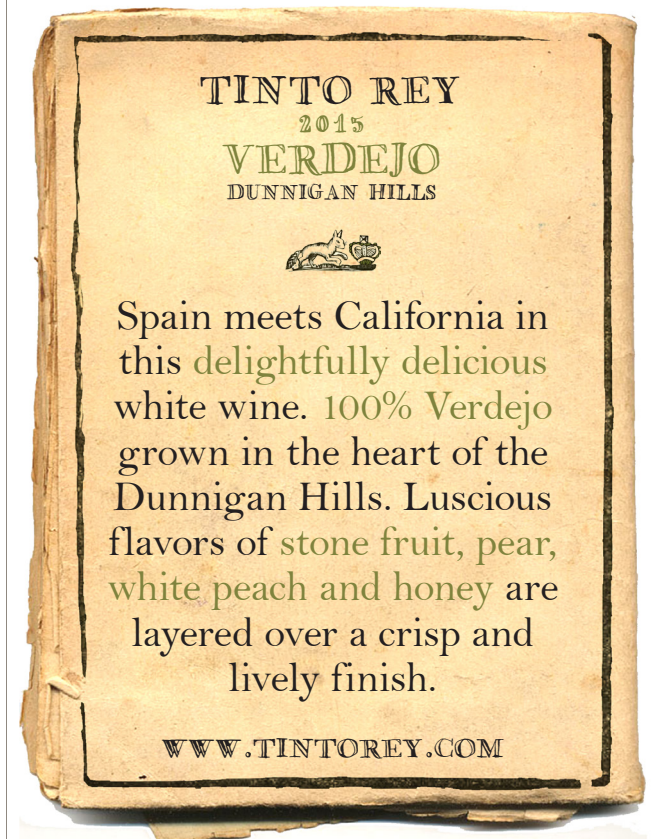 TINTO REY
2015
VERDEJO
DUNNIGAN HILLS
Spain meets California in
this delightfully delicious
white wine. 100% Verdejo
grown in the heart of the
Dunnigan Hills. Luscious
flavors of stone fruit, pear,
white peach and honey are
layered over a crisp and
lively finish.
WWW.TINTOREY.COM